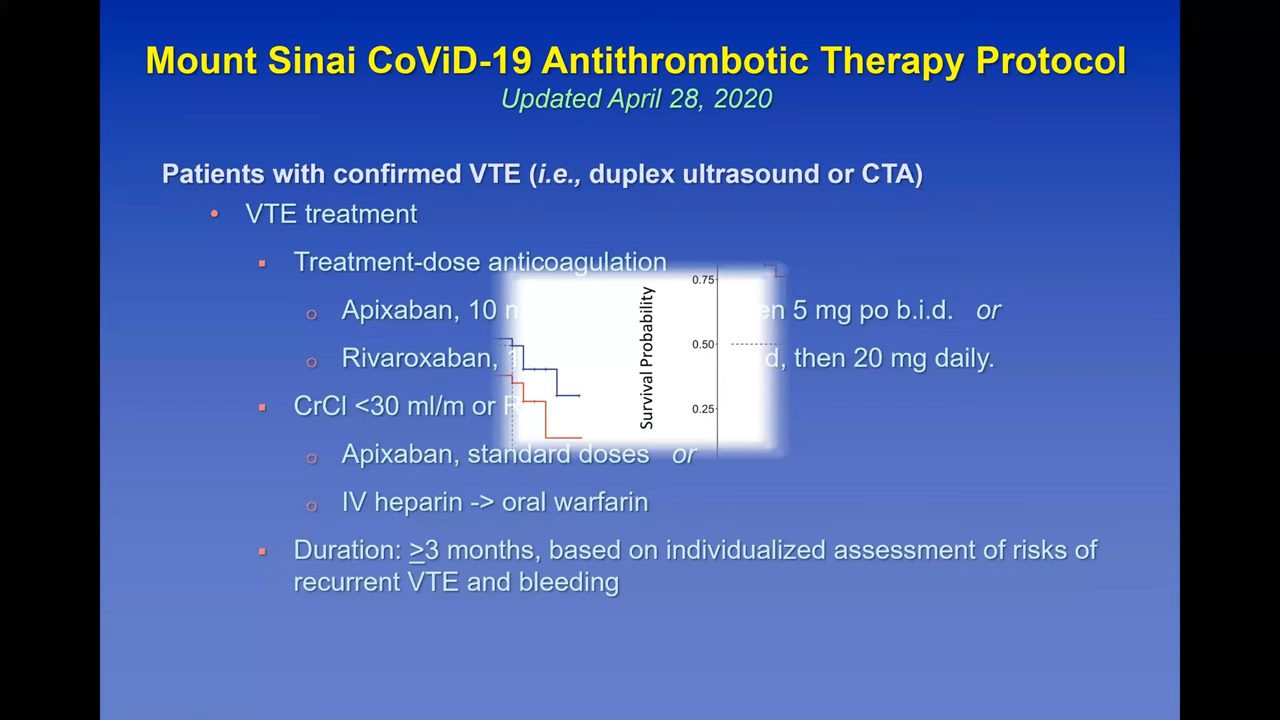 Mount Sinai CoViD-19 Antithrombotic Therapy Protocol
Updated April 28, 2020
Patients with confirmed VTE (i.e., duplex ultrasound or CTA)
• VTE treatment
▪ Treatment-dose anticoagulation
o Apixaban, 10 5 mg po b.i.d. or
o Rivaroxaban, then 20 mg daily.
▪ CrCl <30 ml/m or
o Apixaban, standard doses or
o IV heparin -> oral warfarin
▪ Duration: >3 months, based on individualized assessment of risks of
recurrent VTE and bleeding
Survival Probability
0.75
0.50
0.25